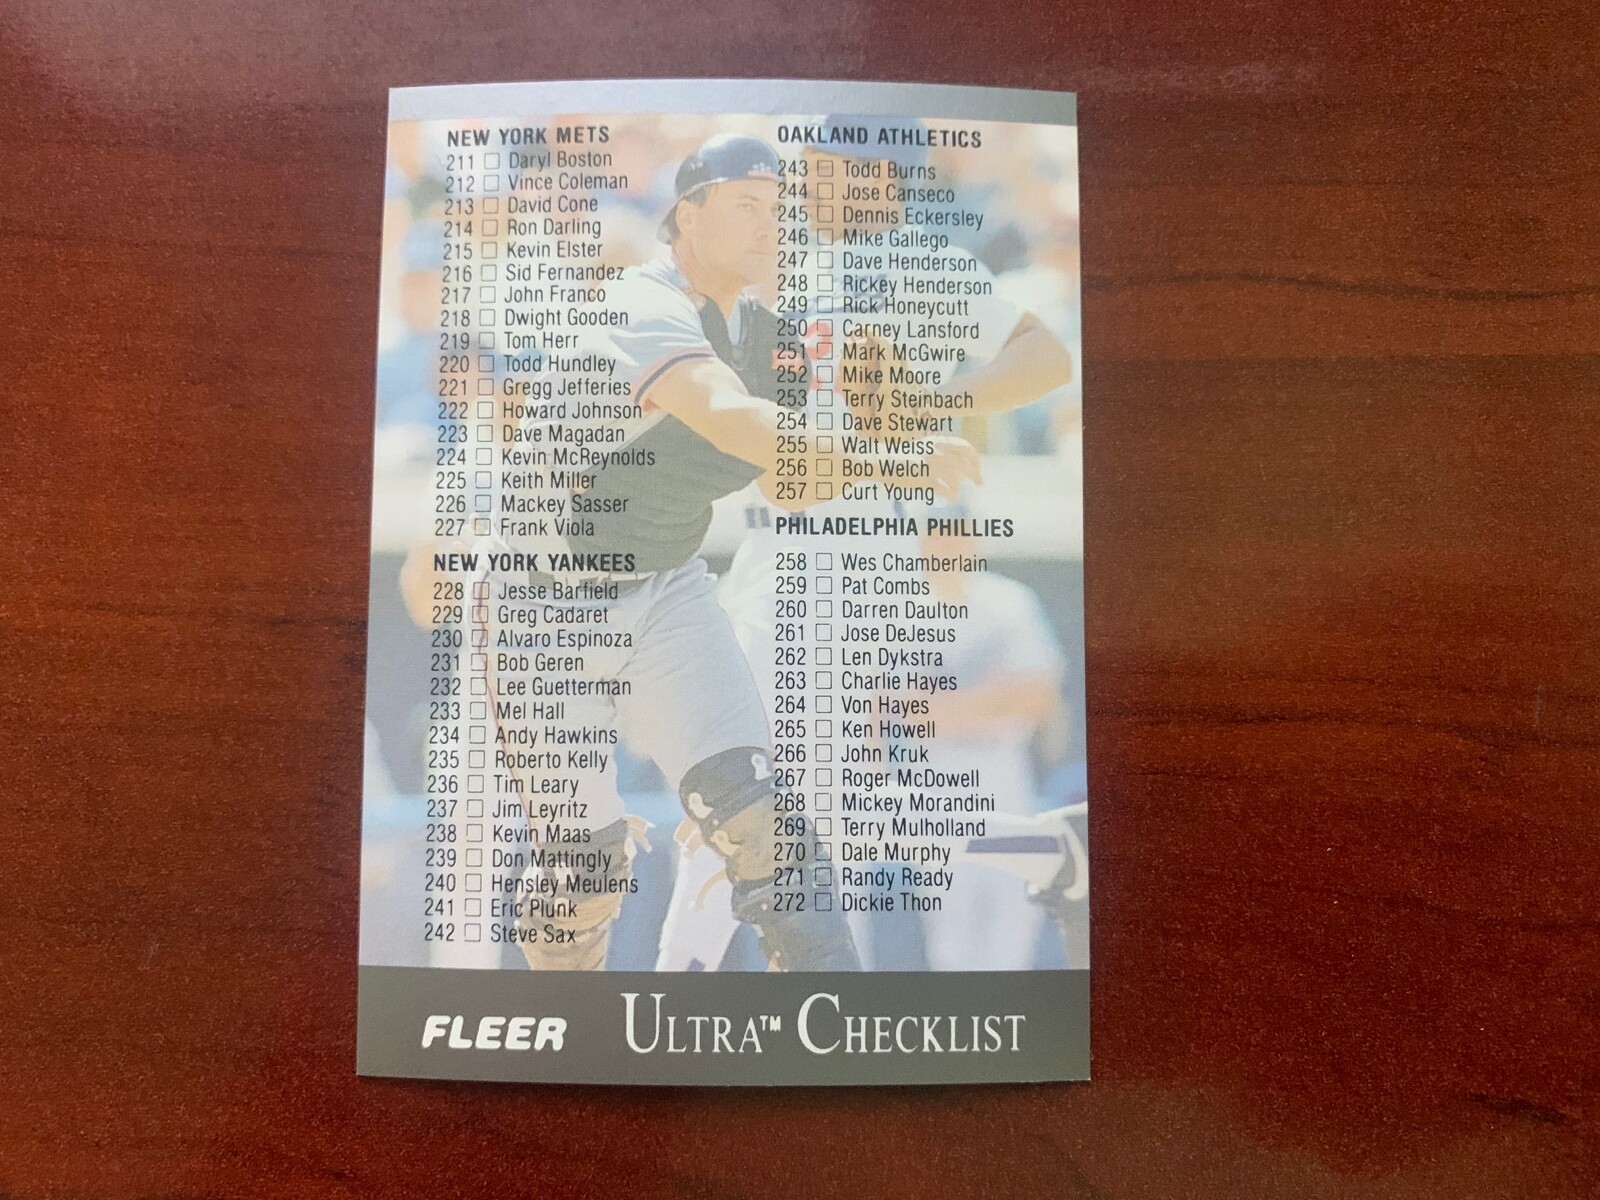 NEW YORK METS
211 Daryl Boston
212 Vince Coleman
213 David Cone
214 Ron Darling
215 Kevin Elster
216 Sid Fernandez
217 John Franco
218 Dwight Gooden
219 Tom Herr
220 Todd Hundley
221 Gregg Jefferies
222 Howard Johnson
223 Dave Magadan
224 Kevin McReynolds
225 Keith Miller
226 Mackey Sasser
227 Frank Viola
NEW YORK YANKEES
228 Jesse Barfield
229 Greg Cadaret
230 Alvaro Espinoza
231 Bob Geren
232 Lee Guetterman
233 Mel Hall
234 Andy Hawkins
235 Roberto Kelly
236 Tim Leary
237 Jim Leyritz
238 Kevin Maas
239 Don Mattingly
240 Hensley Meulens
241 Eric Plunk
242 Steve Sax
OAKLAND ATHLETICS
243 Todd Burns
244 Jose Canseco
245 Dennis Eckersley
246 Mike Gallego
247 Dave Henderson
248 Rickey Henderson
249 Rick Honeycutt
250 Carney Lansford
251 Mark McGwire
252 Mike Moore
253 Terry Steinbach
254 Dave Stewart
255 Walt Weiss
256 Bob Welch
257 Curt Young
PHILADELPHIA PHILLIES
258 Wes Chamberlain
259 Pat Combs
260 Darren Daulton
261 Jose DeJesus
262 Len Dykstra
263 Charlie Hayes
264 Von Hayes
265 Ken Howell
266 John Kruk
267 Roger McDowell
268 Mickey Morandini
269 Terry Mulholland
270 Dale Murphy
271 Randy Ready
272 Dickie Thon
FLEER ULTRA™ CHECKLIST